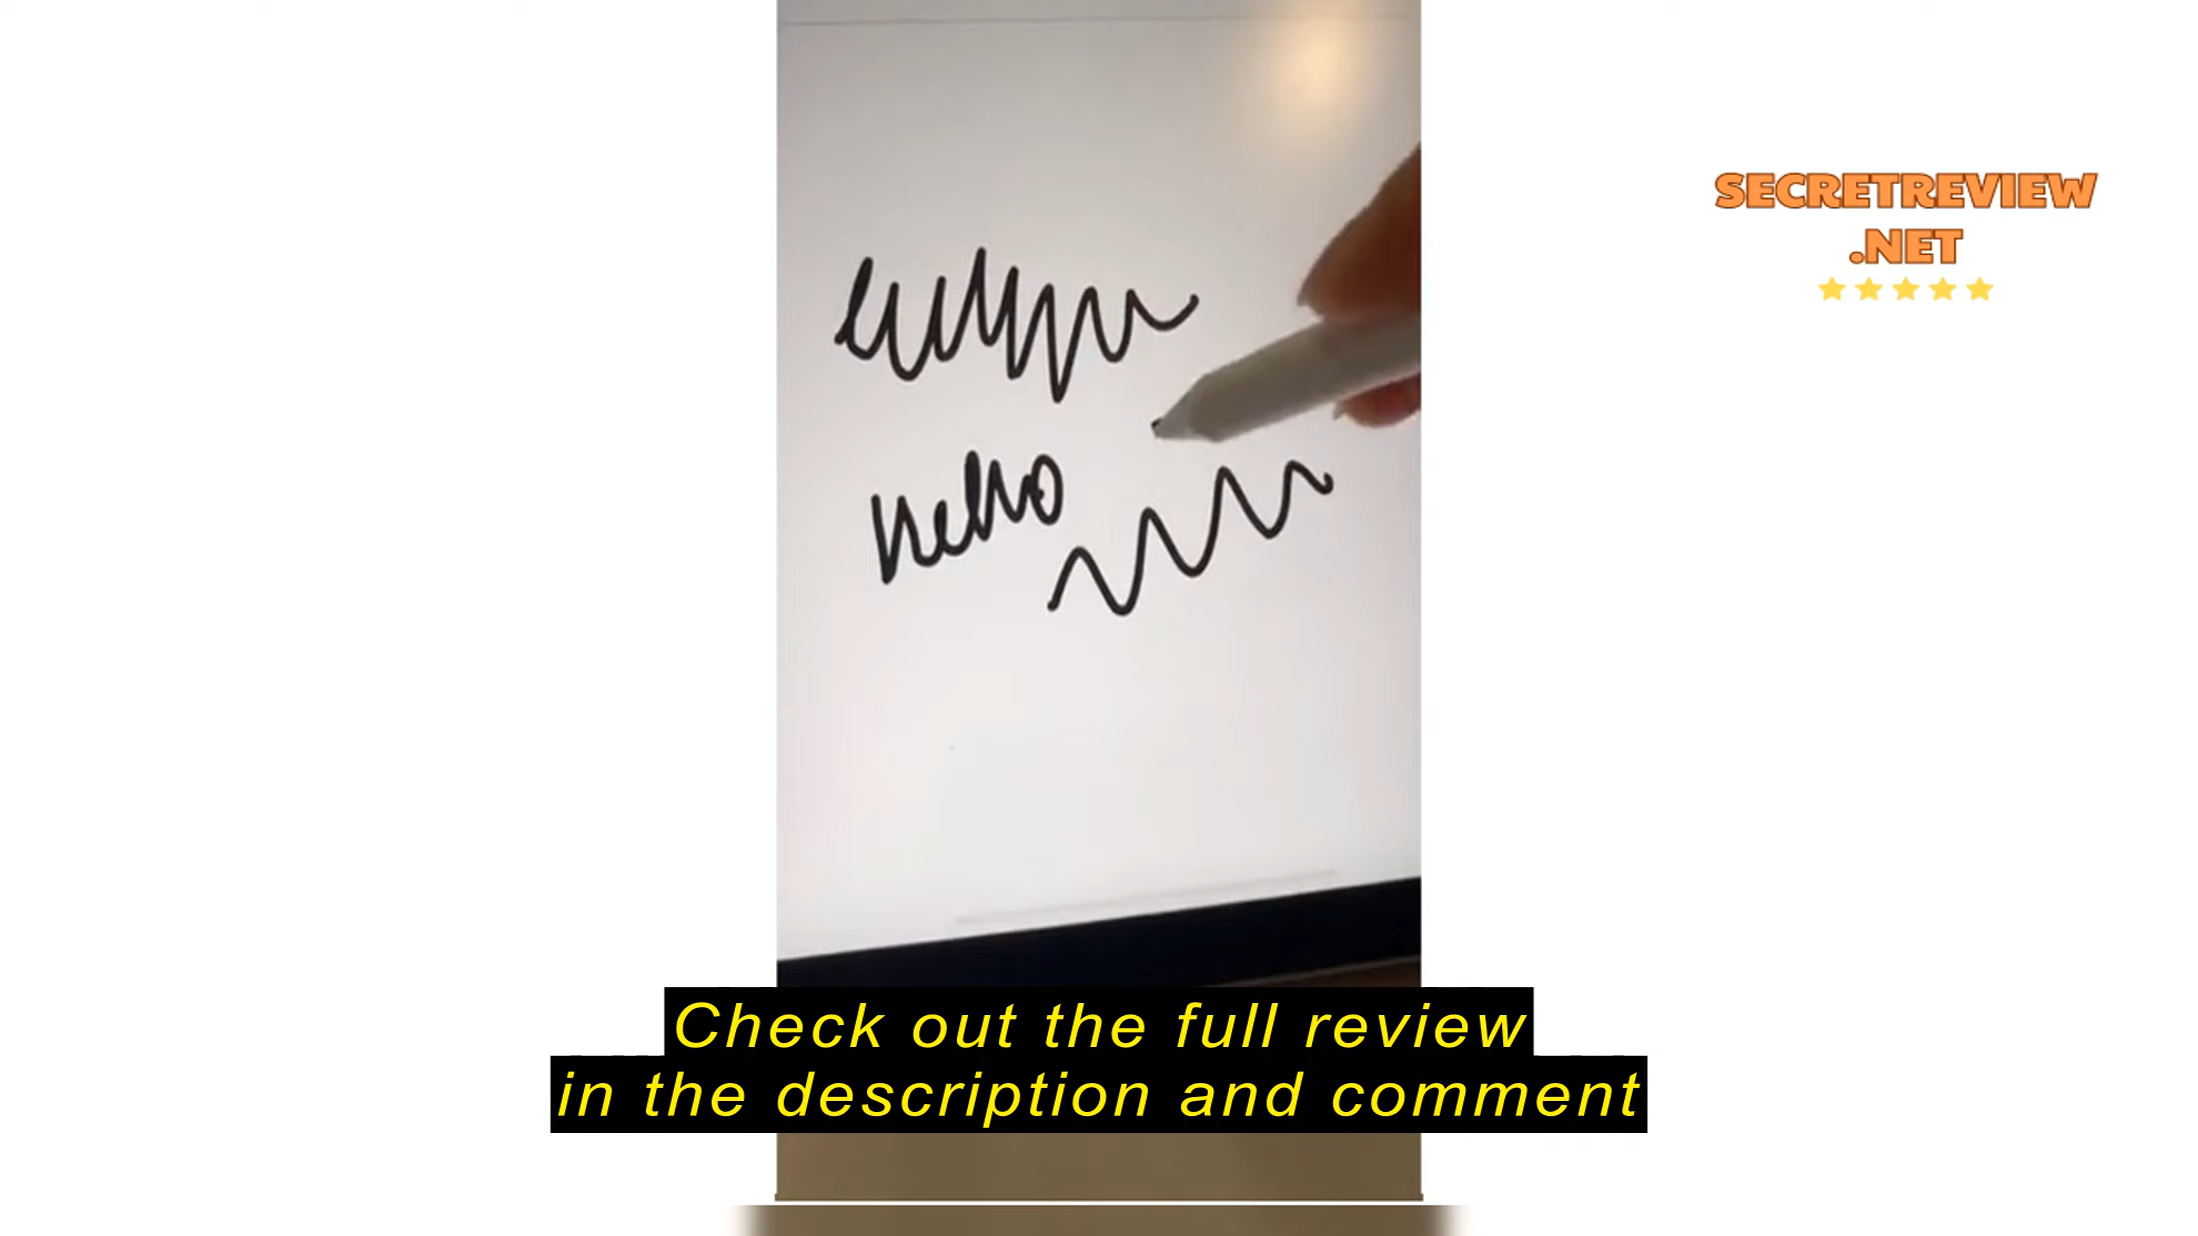 SECRETREVIEW
.NET
hello
Check out the full review
in the description and comment